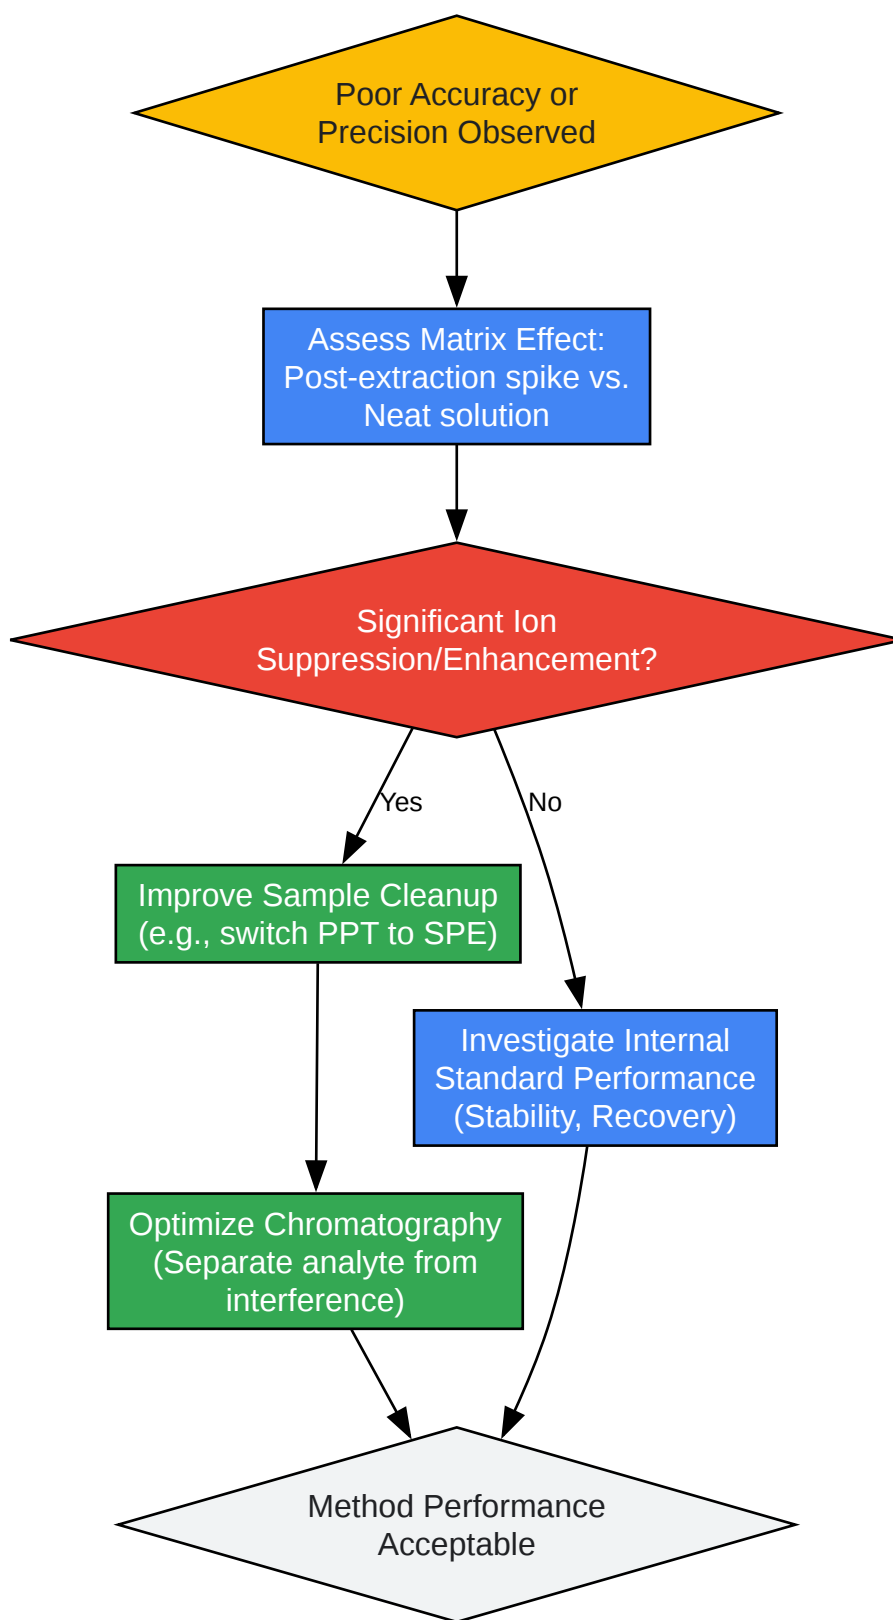 Poor Accuracy or
Precision Observed
Assess Matrix Effect:
Post-extraction spike vs.
Neat solution
Significant Ion
Suppression/Enhancement?
Yes
No
Improve Sample Cleanup
(e.g., switch PPT to SPE)
Investigate Internal
Standard Performance
(Stability, Recovery)
Optimize Chromatography
(Separate analyte from
interference)
Method Performance
Acceptable